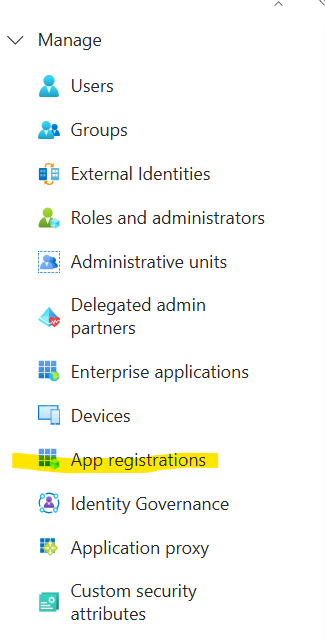 Manage
Users
Groups
External Identities
Roles and administrators
Administrative units
Delegated admin
partners
Enterprise applications
Devices
App registrations
Identity Governance
Application proxy
Custom security
attributes